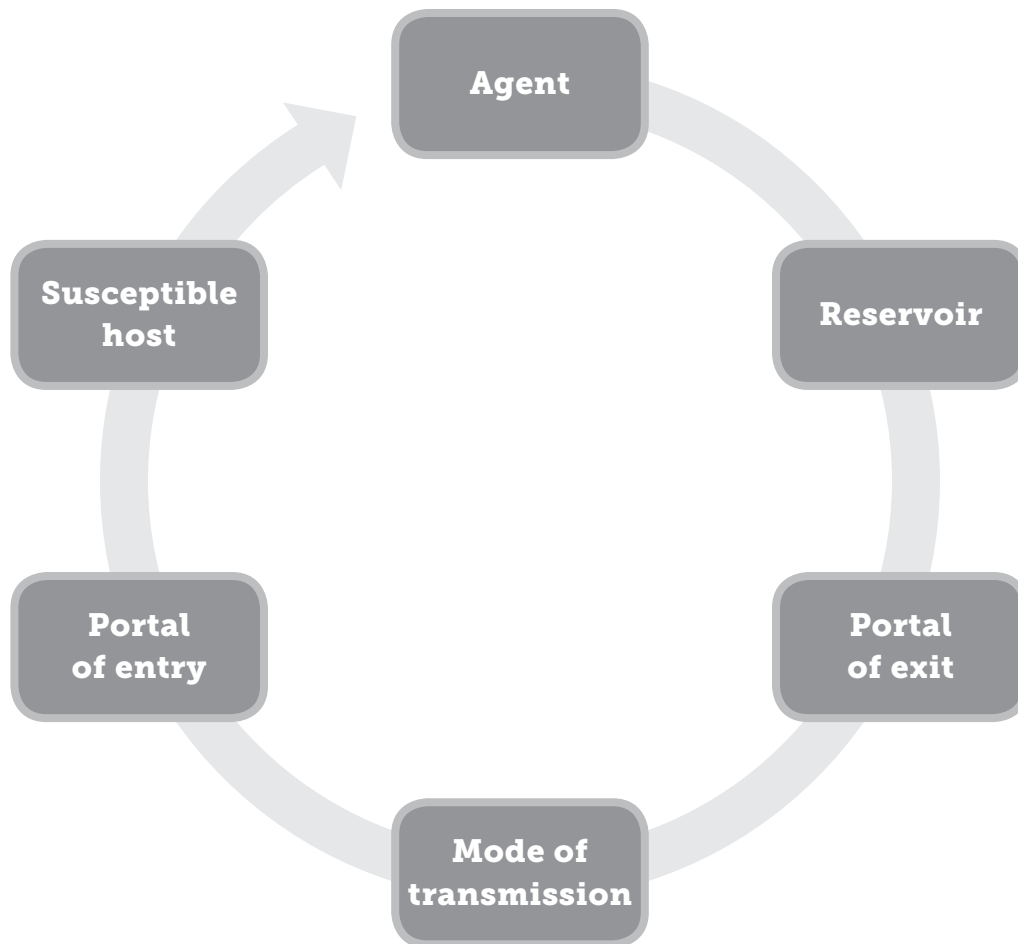 Agent
Reservoir
Portal
of exit
Mode of
transmission
Portal
of entry
Susceptible
host